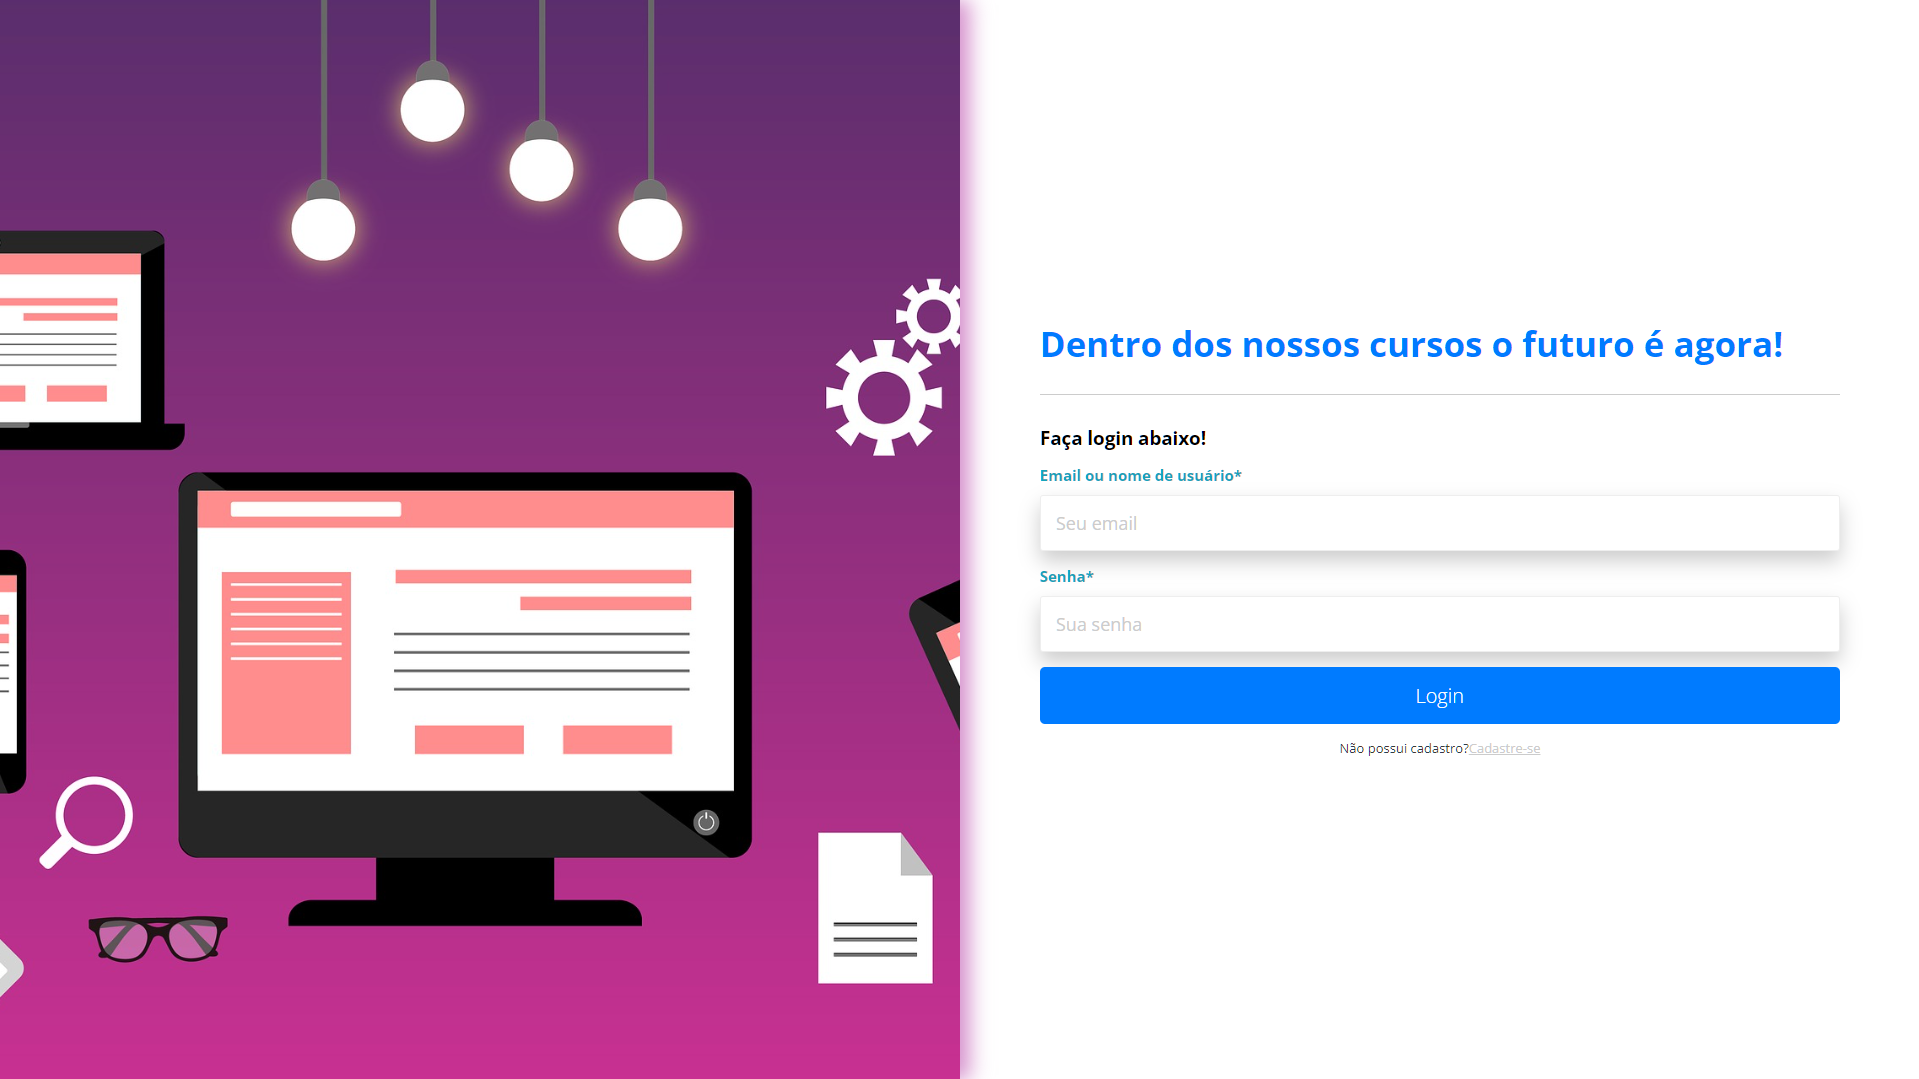 Dentro dos nossos cursos o futuro é agora!
Faça login abaixo!
Email ou nome de usuário*
Seu email
Senha*
Sua senha
Login
Não possui cadastro?Cadastre-se